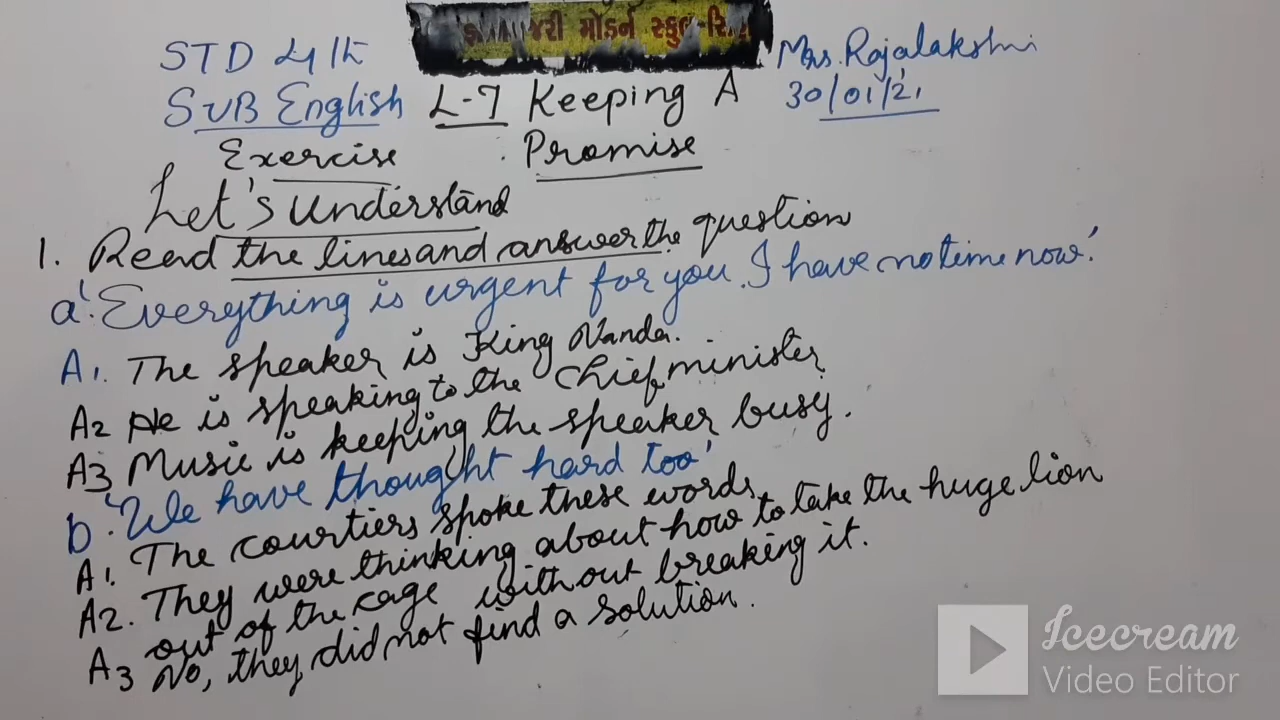 જરી મોડર્ન સ્કુલ-સિ
STD 4th
Mrs. Rajalakshmi
SUB English L-7 Keeping A
30/01/21
Exercise Promise
Let's Understand
1. Read the lines and answer the question
a. 'Everything is urgent for you. I have no time now.'
A1. The speaker is King Nanda.
A2 He is speaking to the Chief minister
A3 Music is keeping the speaker busy.
b. 'We have thought hard too'
A1. The courtiers spoke these words.
A2. They were thinking about how to take the huge lion
out of the cage without breaking it.
A3 No, they did not find a solution.
Icecream
Video Editor